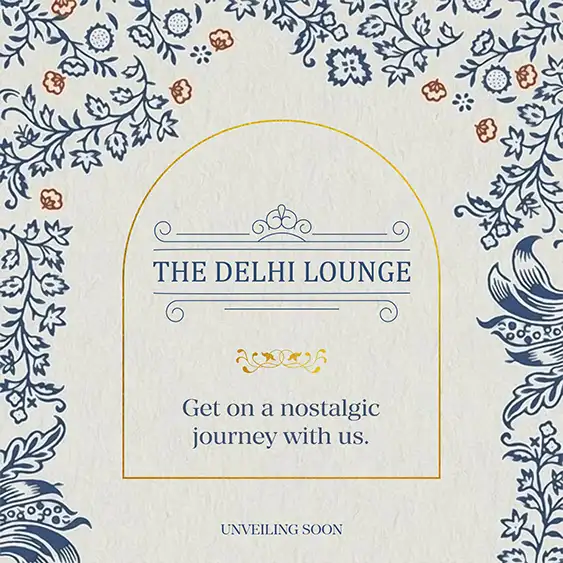 THE DELHI LOUNGE
Get on a nostalgic
journey with us.
UNVEILING SOON